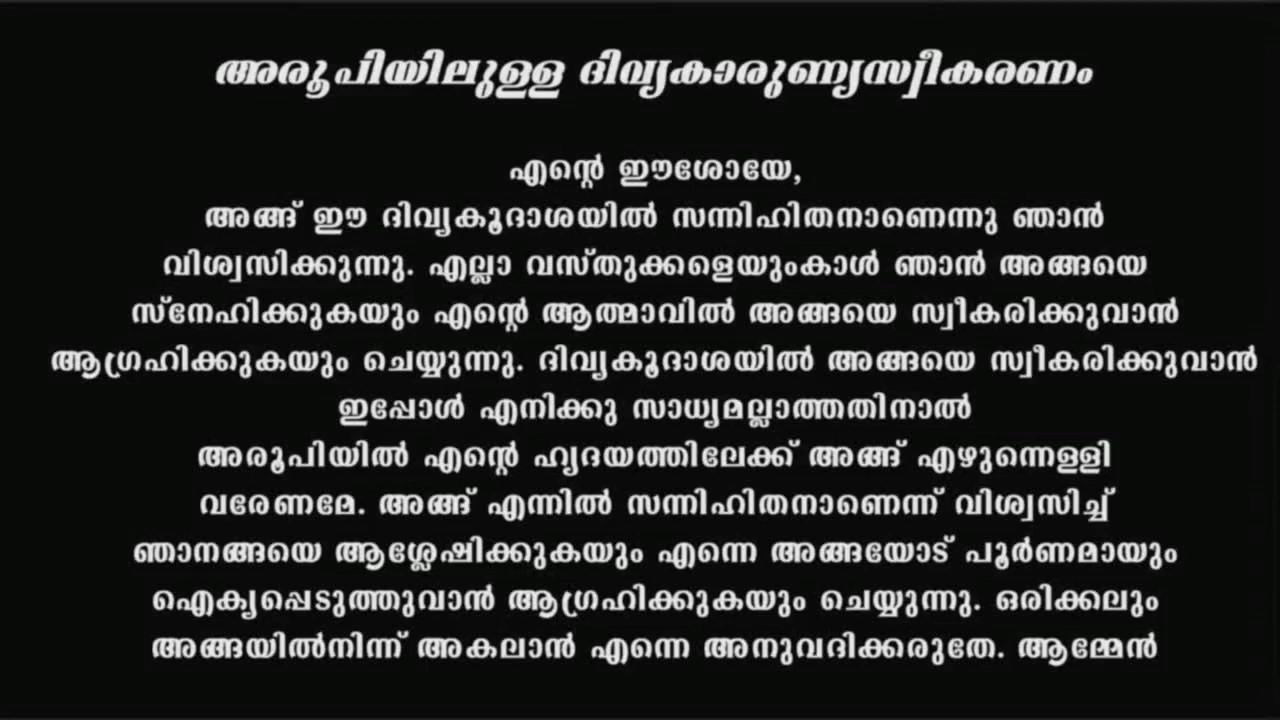 അരൂപിയിലുള്ള ദിവ്യകാരുണ്യസ്വീകരണം
എന്റെ ഈശോയേ,
അങ്ങ് ഈ ദിവ്യകൂദാശയിൽ സന്നിഹിതനാണെന്നു ഞാൻ
വിശ്വസിക്കുന്നു. എല്ലാ വസ്തുക്കളെയുംകാൾ ഞാൻ അങ്ങയെ
സ്നേഹിക്കുകയും എന്റെ ആത്മാവിൽ അങ്ങയെ സ്വീകരിക്കുവാൻ
ആഗ്രഹിക്കുകയും ചെയ്യുന്നു. ദിവ്യകൂദാശയിൽ അങ്ങയെ സ്വീകരിക്കുവാൻ
ഇപ്പോൾ എനിക്കു സാധ്യമല്ലാത്തതിനാൽ
അരൂപിയിൽ എന്റെ ഹൃദയത്തിലേക്ക് അങ്ങ് എഴുന്നെള്ളി
വരേണമേ. അങ്ങ് എന്നിൽ സന്നിഹിതനാണെന്ന് വിശ്വസിച്ച്
ഞാനങ്ങയെ ആശ്ലേഷിക്കുകയും എന്നെ അങ്ങയോട് പൂർണമായും
ഐക്യപ്പെടുത്തുവാൻ ആഗ്രഹിക്കുകയും ചെയ്യുന്നു. ഒരിക്കലും
അങ്ങയിൽനിന്ന് അകലാൻ എന്നെ അനുവദിക്കരുതേ. ആമ്മേൻ